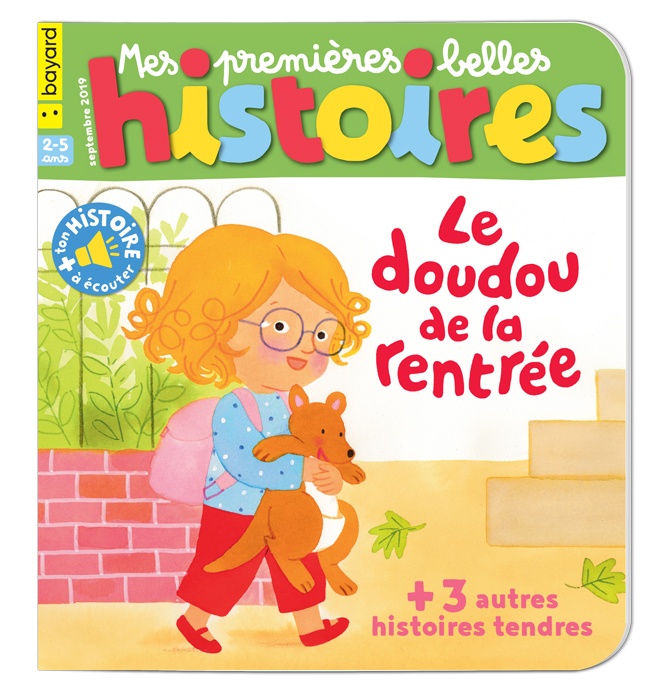 bayard
2-5
ans
septembre 2019
Mes premières belles
histoires
+ ton HISTOIRE
à écouter
Le
doudou
de la
rentrée
+ 3 autres
histoires tendres